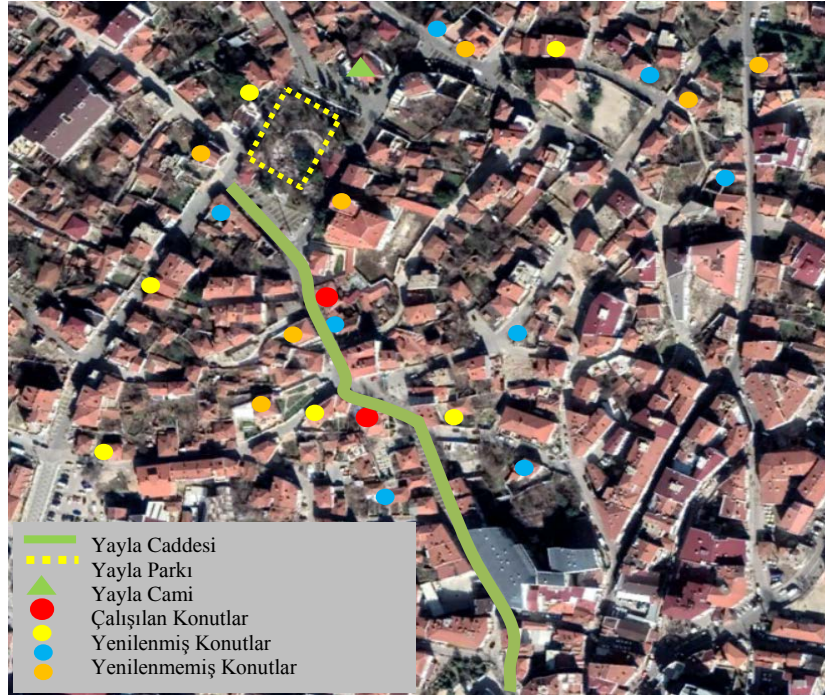 Yayla Caddesi
Yayla Parkı
Yayla Cami
Çalışılan Konutlar
Yenilenmiş Konutlar
Yenilenmemiş Konutlar